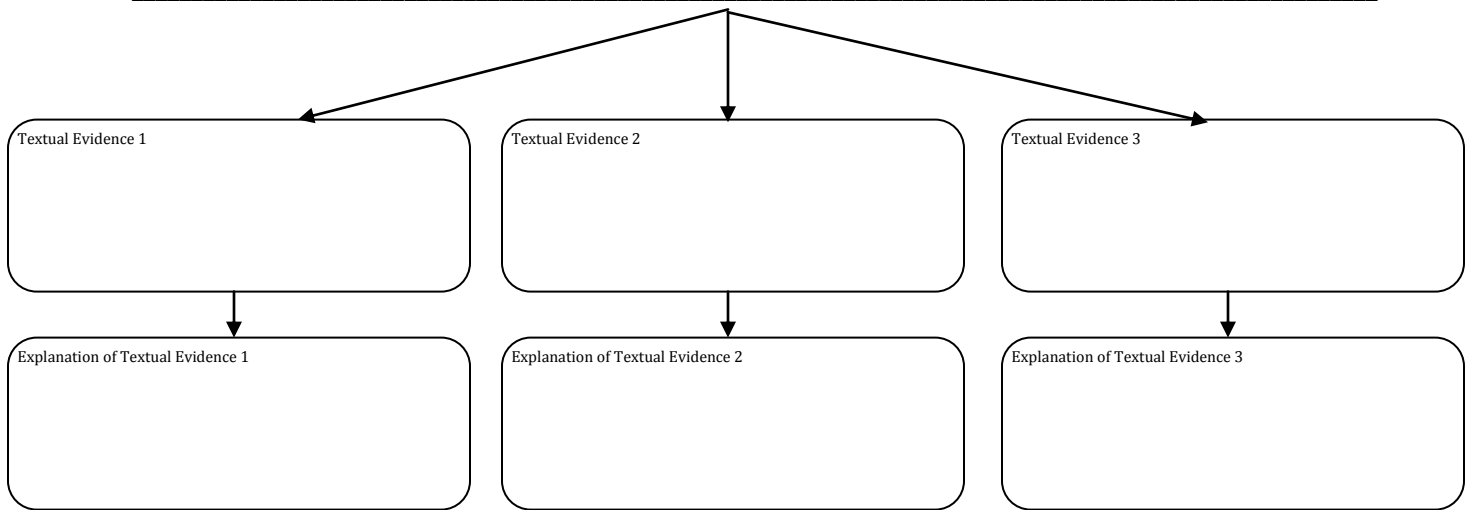 Textual Evidence 1
Textual Evidence 2
Textual Evidence 3
Explanation of Textual Evidence 1
Explanation of Textual Evidence 2
Explanation of Textual Evidence 3